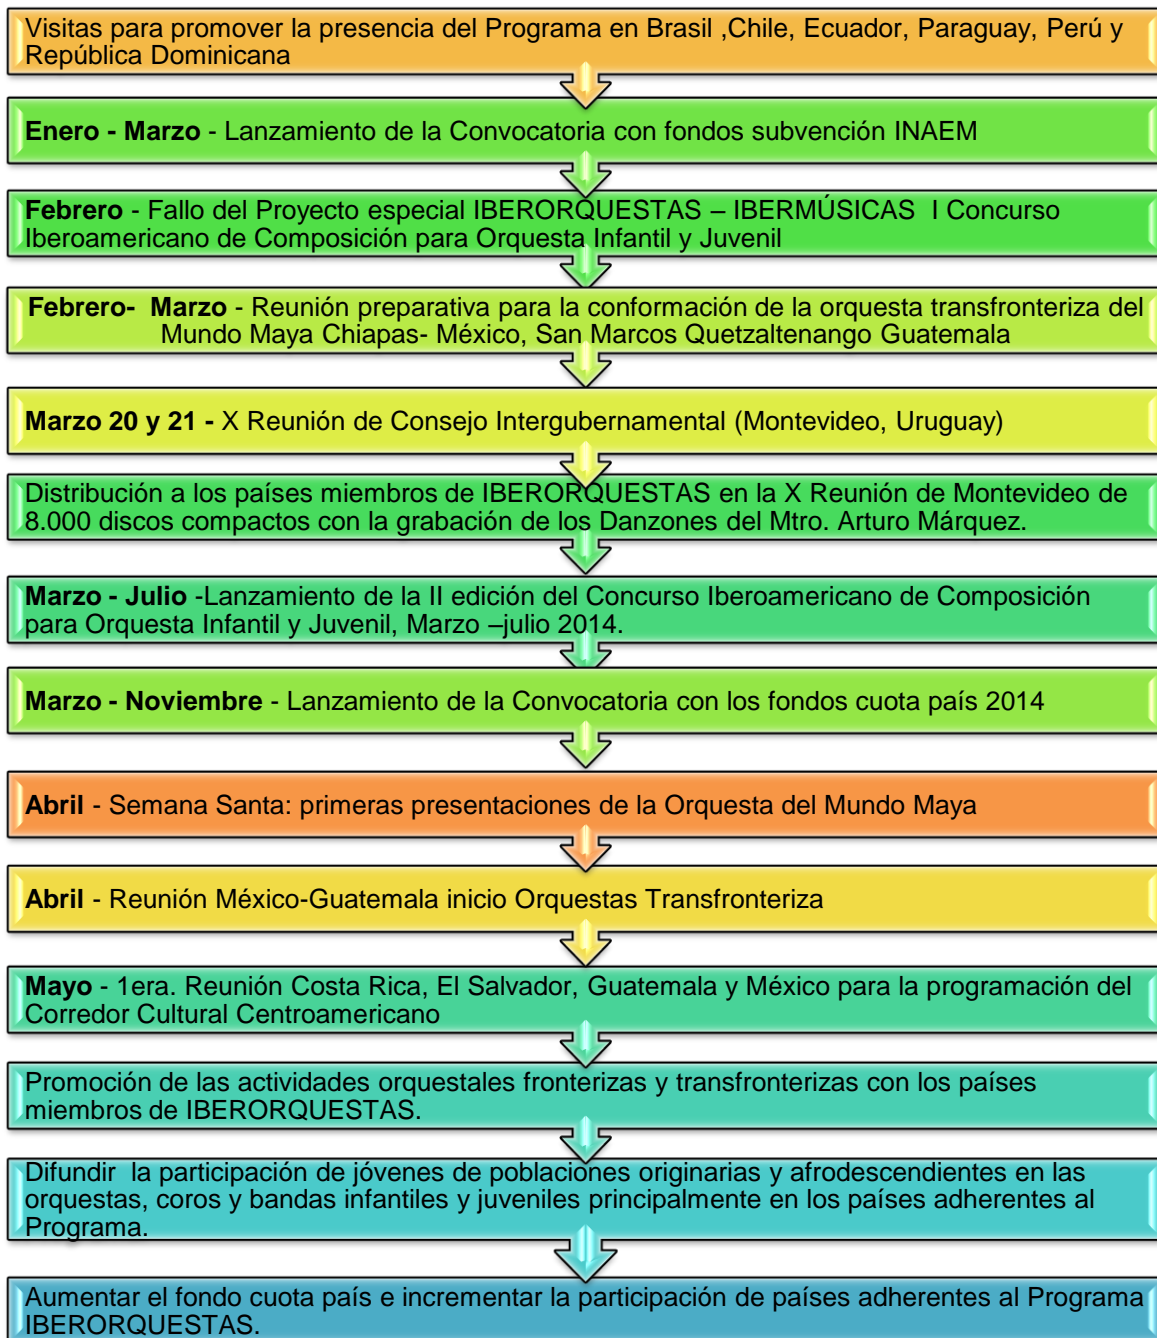 Visitas para promover la presencia del Programa en Brasil ,Chile, Ecuador, Paraguay, Perú y
República Dominicana
Enero - Marzo - Lanzamiento de la Convocatoria con fondos subvención INAEM
Febrero - Fallo del Proyecto especial IBERORQUESTAS – IBERMÚSICAS  I Concurso
Iberoamericano de Composición para Orquesta Infantil y Juvenil
Febrero-  Marzo - Reunión preparativa para la conformación de la orquesta transfronteriza del
Mundo Maya Chiapas- México, San Marcos Quetzaltenango Guatemala
Marzo 20 y 21 - X Reunión de Consejo Intergubernamental (Montevideo, Uruguay)
Distribución a los países miembros de IBERORQUESTAS en la X Reunión de Montevideo de
8.000 discos compactos con la grabación de los Danzones del Mtro. Arturo Márquez.
Marzo - Julio -Lanzamiento de la II edición del Concurso Iberoamericano de Composición
para Orquesta Infantil y Juvenil, Marzo –julio 2014.
Marzo - Noviembre - Lanzamiento de la Convocatoria con los fondos cuota país 2014
Abril - Semana Santa: primeras presentaciones de la Orquesta del Mundo Maya
Abril - Reunión México-Guatemala inicio Orquestas Transfronteriza
Mayo - 1era. Reunión Costa Rica, El Salvador, Guatemala y México para la programación del
Corredor Cultural Centroamericano
Promoción de las actividades orquestales fronterizas y transfronterizas con los países
miembros de IBERORQUESTAS.
Difundir  la participación de jóvenes de poblaciones originarias y afrodescendientes en las
orquestas, coros y bandas infantiles y juveniles principalmente en los países adherentes al
Programa.
Aumentar el fondo cuota país e incrementar la participación de países adherentes al Programa
IBERORQUESTAS.